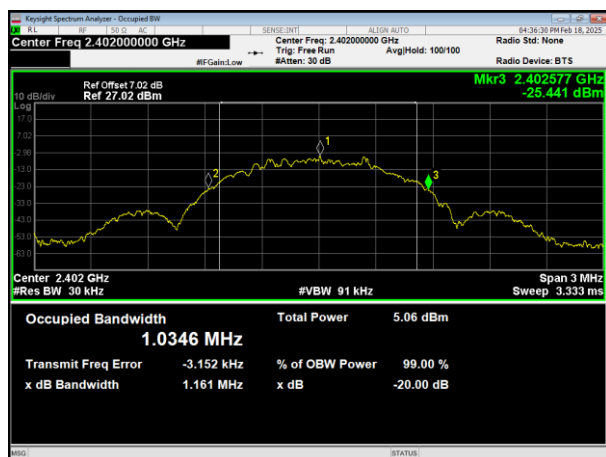 Keysight Spectrum Analyzer - Occupied BW
RL RF 50 Ω AC SENSE:INT ALIGN AUTO 04:36:30 PM Feb 18, 2025
Center Freq 2.402000000 GHz Center Freq: 2.402000000 GHz Radio Std: None
Trig: Free Run Avg|Hold: 100/100
#IFGain:Low #Atten: 30 dB Radio Device: BTS
Mkr3 2.402577 GHz
Ref Offset 7.02 dB
10 dB/div Ref 27.02 dBm -25.441 dBm
Log
17.0
7.02
1
-2.98
-13.0
2 3
-23.0
-33.0
-43.0
-53.0
-63.0
Center 2.402 GHz Span 3 MHz
#Res BW 30 kHz #VBW 91 kHz Sweep 3.333 ms
Occupied Bandwidth Total Power 5.06 dBm
1.0346 MHz
Transmit Freq Error -3.152 kHz % of OBW Power 99.00 %
x dB Bandwidth 1.161 MHz x dB -20.00 dB
MSG STATUS